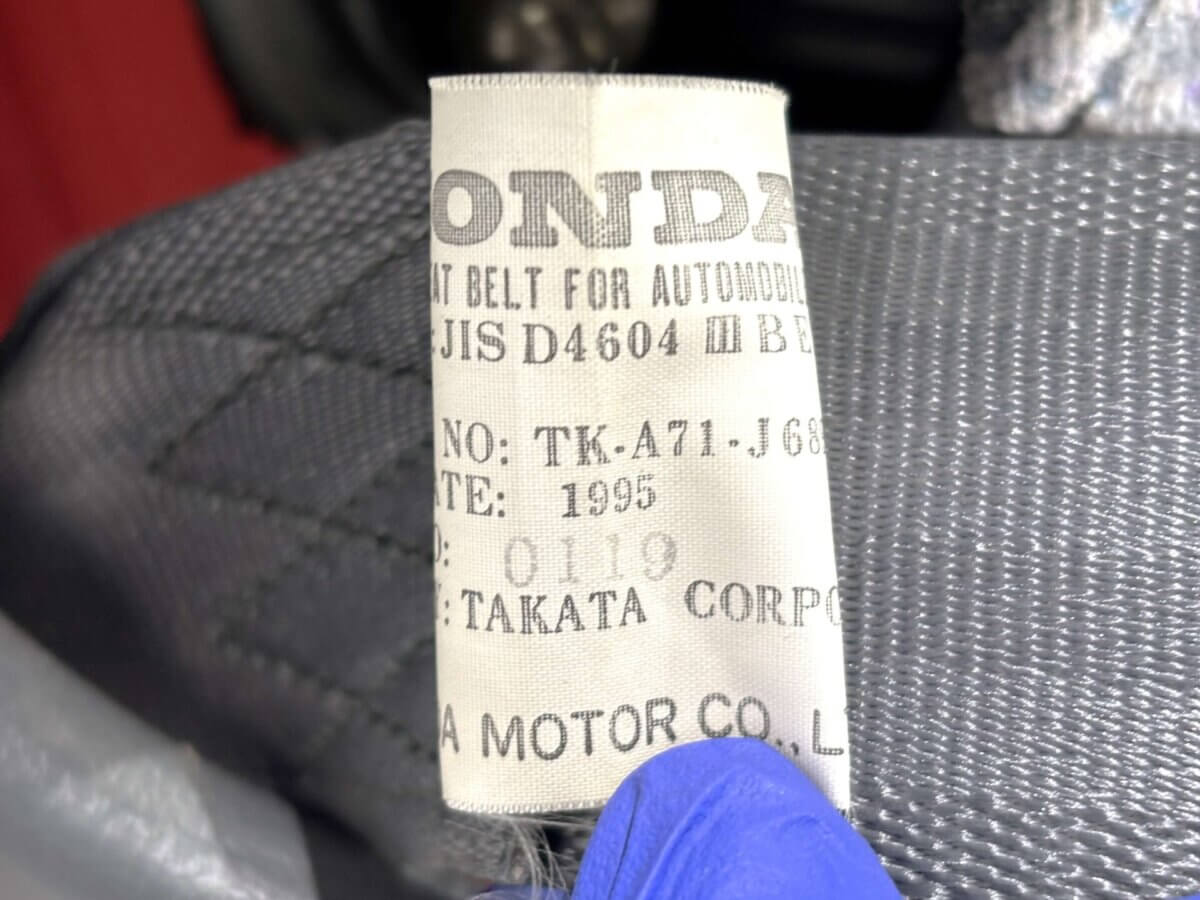 ONDA
AT BELT FOR AUTOMOBIL
:JIS D4604 III BE
NO: TK-A71-J68
ATE: 1995
O: 0119
: TAKATA CORPO
A MOTOR CO., L